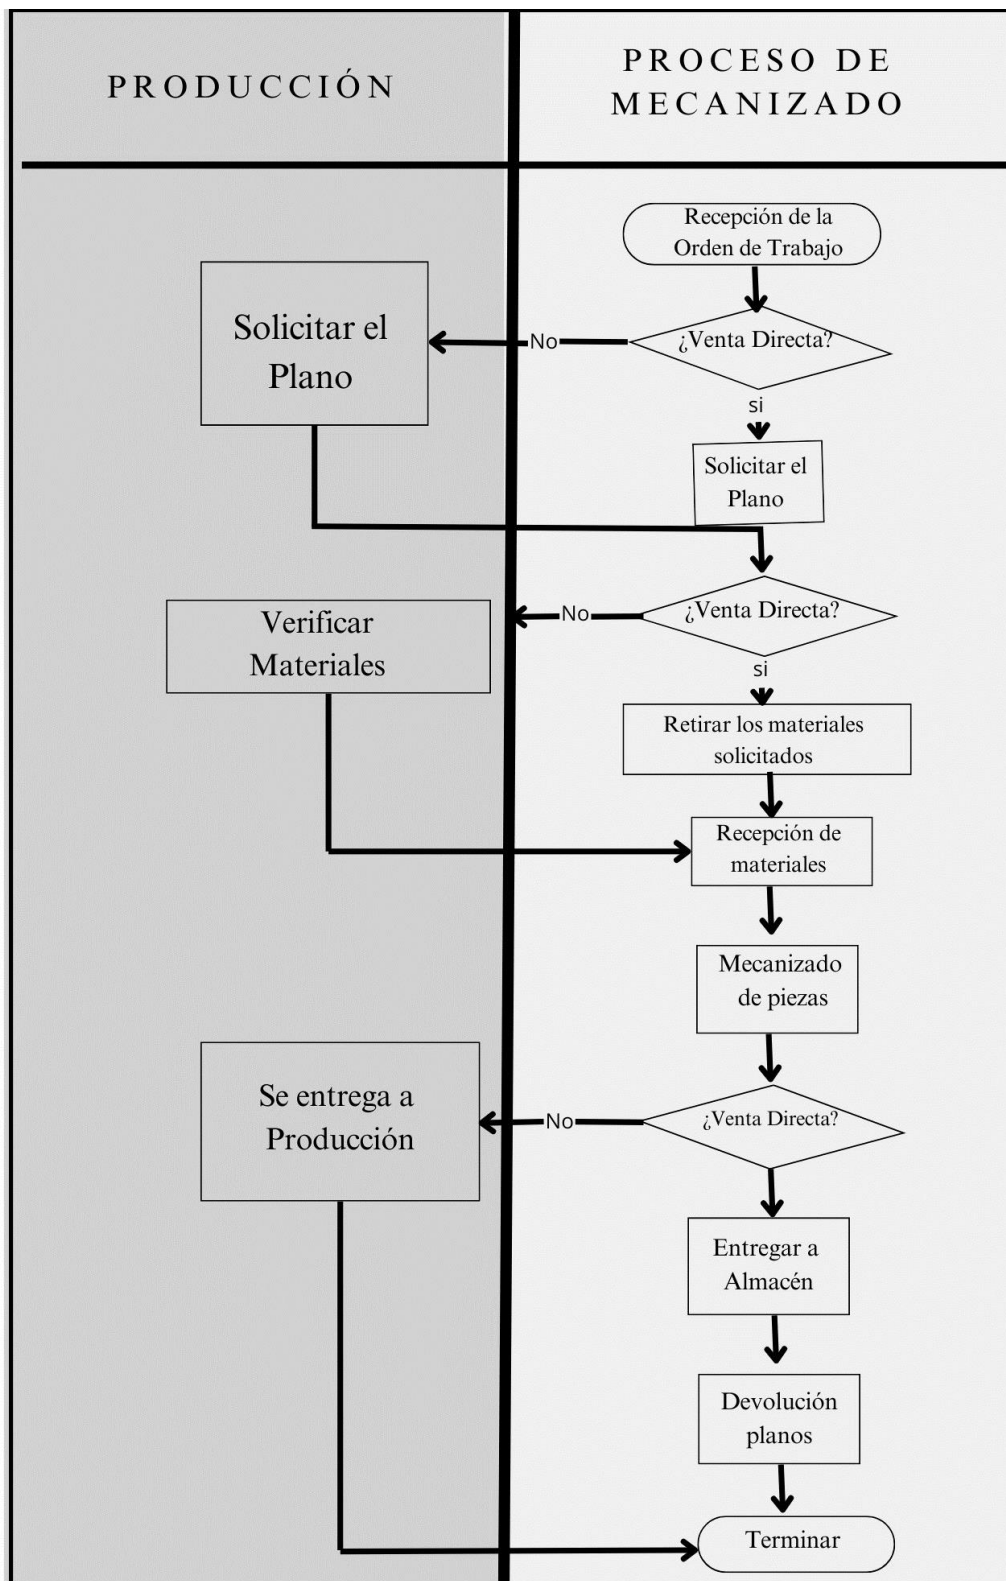 PRODUCCIÓN
PROCESO DE
MECANIZADO
Recepción de la
Orden de Trabajo
Solicitar el
Plano
No
¿Venta Directa?
si
Solicitar el
Plano
Verificar
Materiales
No
¿Venta Directa?
si
Retirar los materiales
solicitados
Recepción de
materiales
Mecanizado
de piezas
Se entrega a
Producción
No
¿Venta Directa?
Entregar a
Almacén
Devolución
planos
Terminar